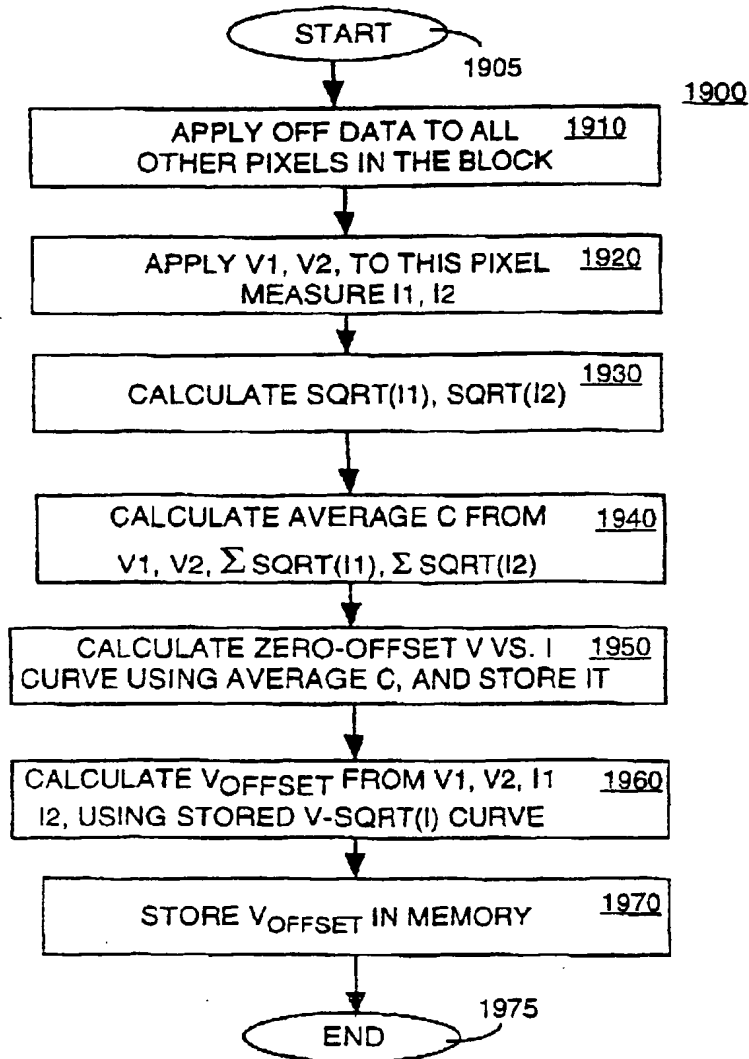 START
1905
1900
APPLY OFF DATA TO ALL 1910
OTHER PIXELS IN THE BLOCK
APPLY V1, V2, TO THIS PIXEL 1920
MEASURE I1, I2
1930
CALCULATE SQRT(I1), SQRT(I2)
CALCULATE AVERAGE C FROM 1940
V1, V2, Σ SQRT(I1), Σ SQRT(I2)
CALCULATE ZERO-OFFSET V VS. I 1950
CURVE USING AVERAGE C, AND STORE IT
CALCULATE VOFFSET FROM V1, V2, I1 1960
I2, USING STORED V-SQRT(I) CURVE
STORE VOFFSET IN MEMORY 1970
1975
END